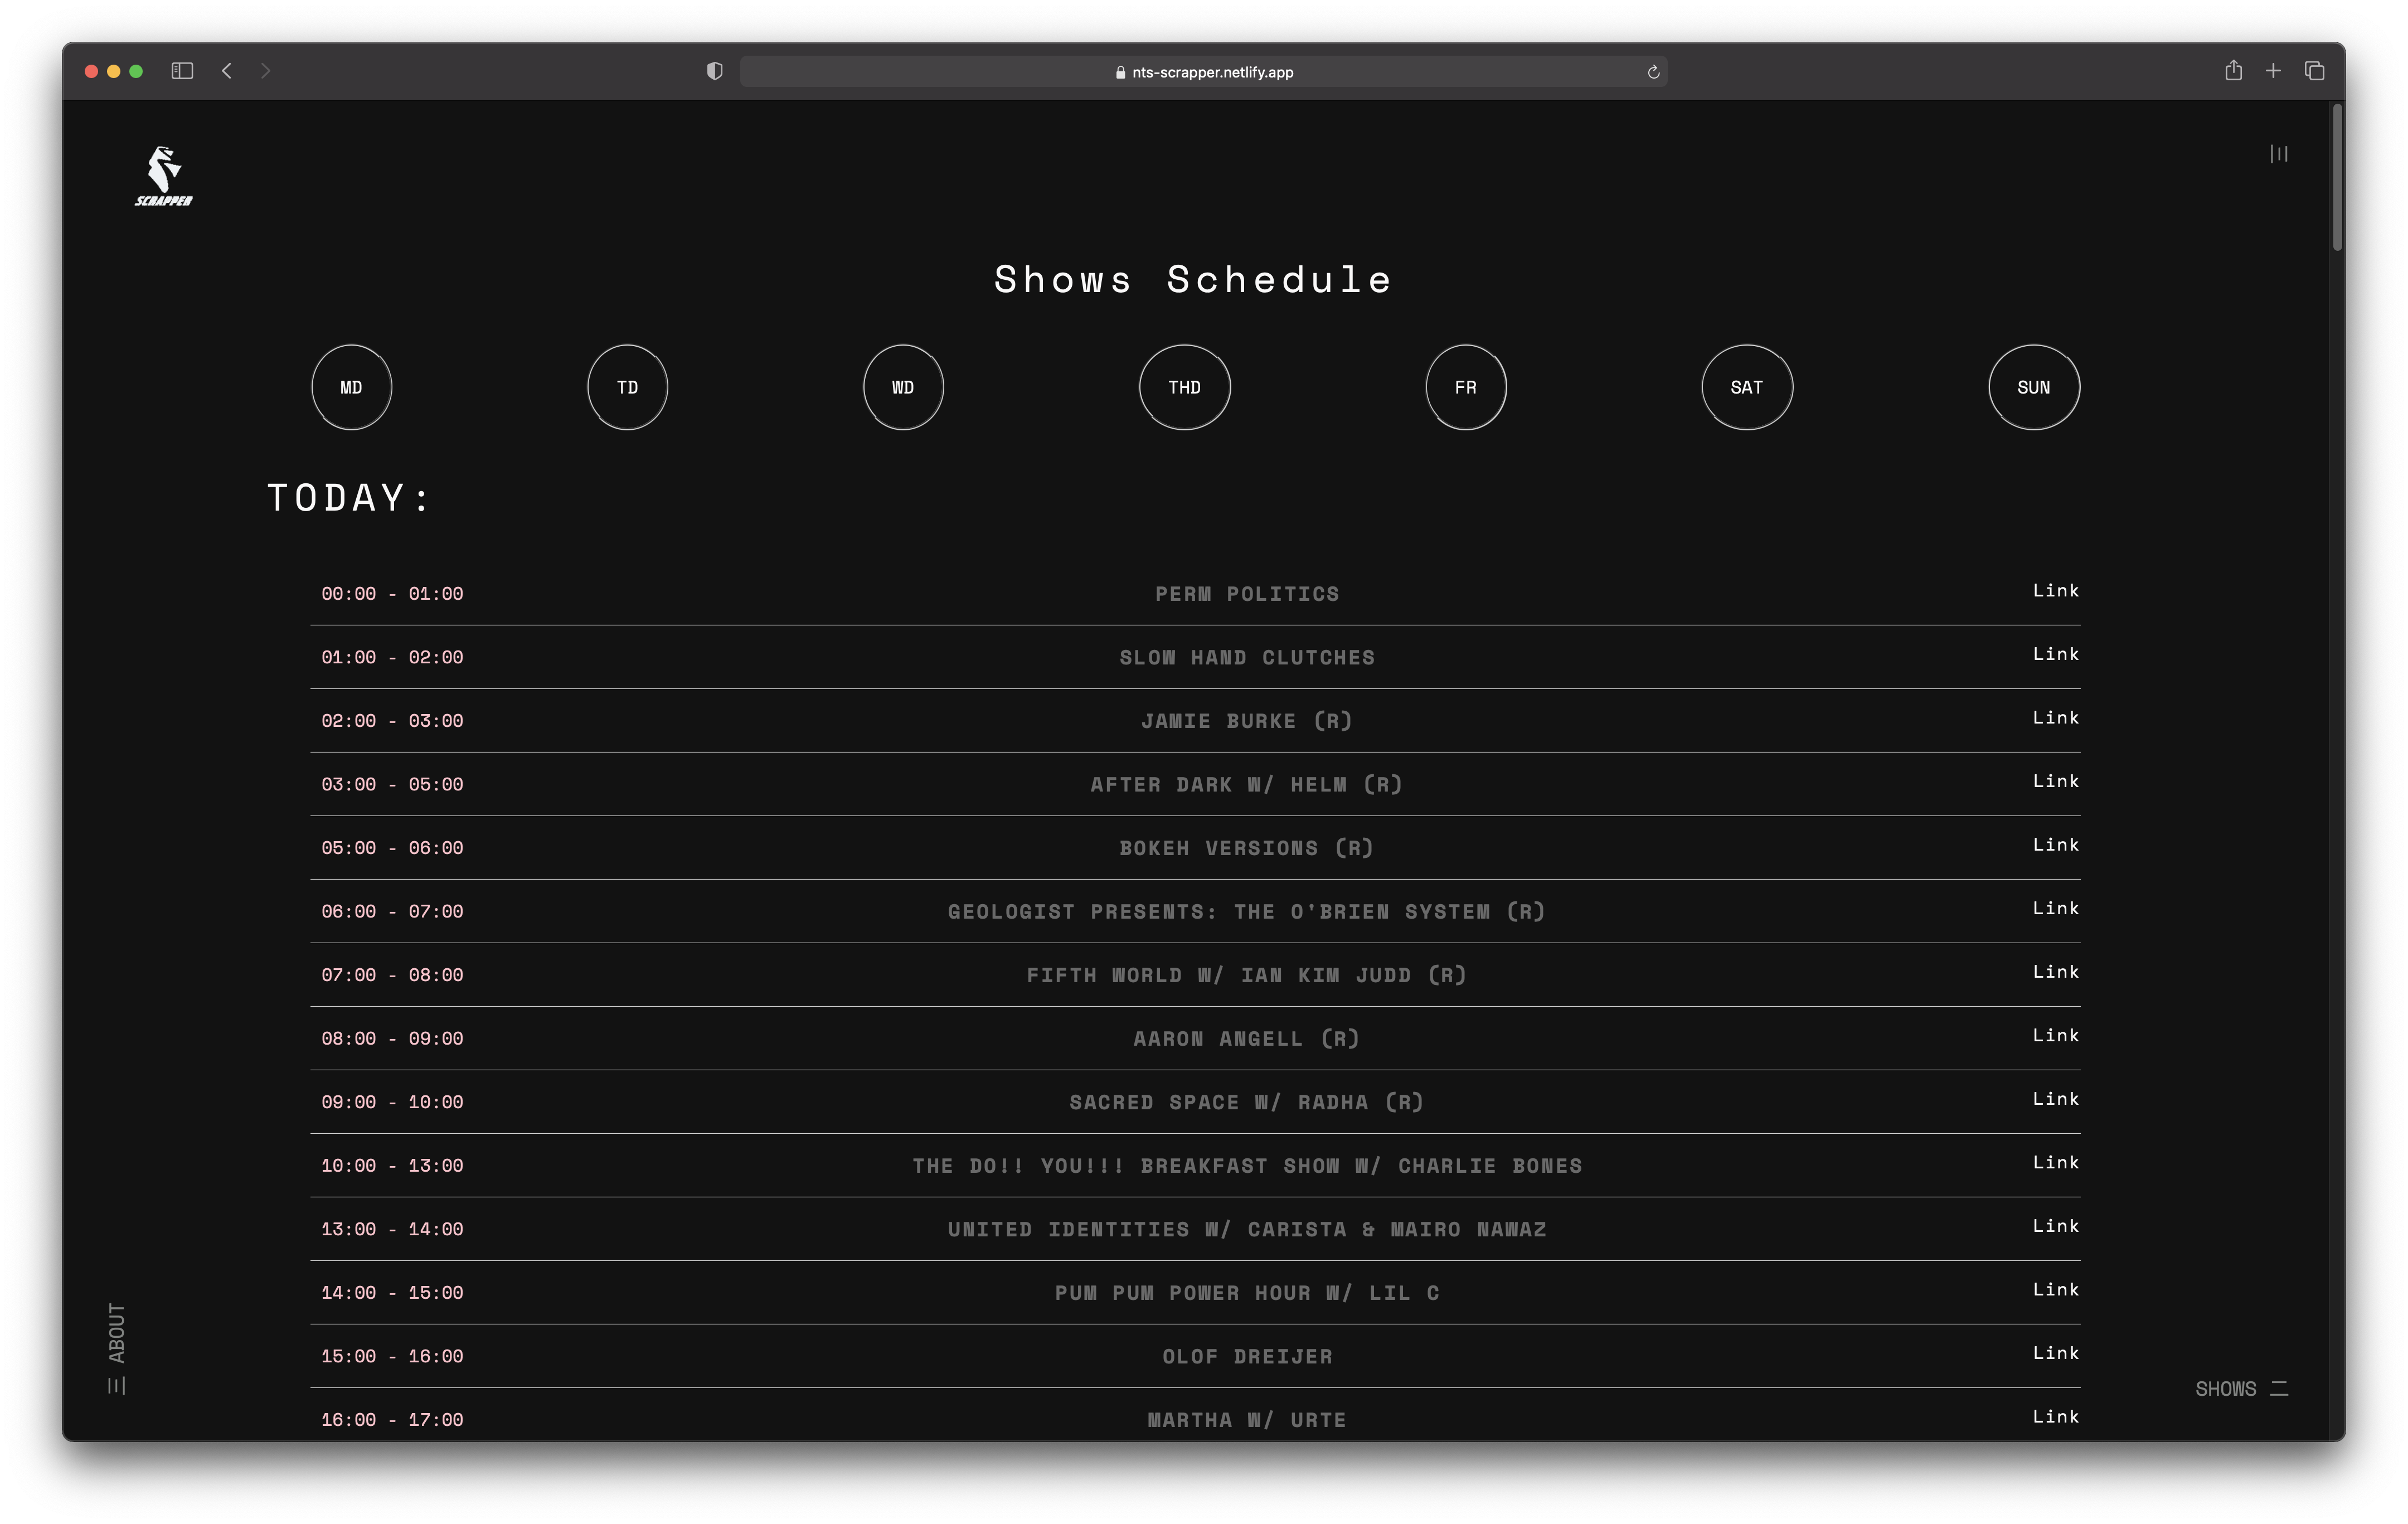 nts-scrapper.netlify.app
SCRAPPER
Shows Schedule
MD TD WD THD FR SAT SUN
TODAY:
00:00 - 01:00 PERM POLITICS Link
01:00 - 02:00 SLOW HAND CLUTCHES Link
02:00 - 03:00 JAMIE BURKE (R) Link
03:00 - 05:00 AFTER DARK W/ HELM (R) Link
05:00 - 06:00 BOKEH VERSIONS (R) Link
06:00 - 07:00 GEOLOGIST PRESENTS: THE O'BRIEN SYSTEM (R) Link
07:00 - 08:00 FIFTH WORLD W/ IAN KIM JUDD (R) Link
08:00 - 09:00 AARON ANGELL (R) Link
09:00 - 10:00 SACRED SPACE W/ RADHA (R) Link
10:00 - 13:00 THE DO!! YOU!!! BREAKFAST SHOW W/ CHARLIE BONES Link
13:00 - 14:00 UNITED IDENTITIES W/ CARISTA & MAIRO NAWAZ Link
14:00 - 15:00 PUM PUM POWER HOUR W/ LIL C Link
15:00 - 16:00 OLOF DREIJER Link
16:00 - 17:00 MARTHA W/ URTE Link
ABOUT
SHOWS